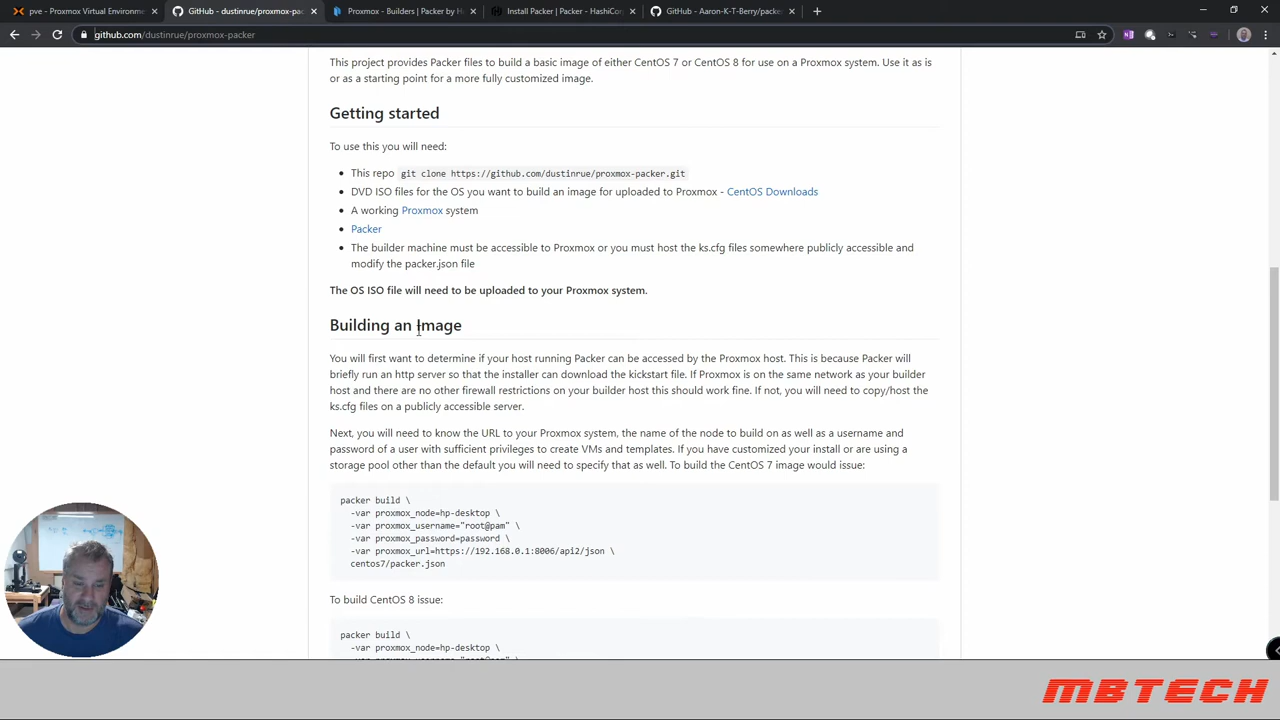 pve - Proxmox Virtual Environm
GitHub - dustinrue/proxmox-pac
Proxmox - Builders | Packer by H
Install Packer | Packer - HashiCor
GitHub - Aaron-K-T-Berry/packe
github.com/dustinrue/proxmox-packer
This project provides Packer files to build a basic image of either CentOS 7 or CentOS 8 for use on a Proxmox system. Use it as is
or as a starting point for a more fully customized image.
Getting started
To use this you will need:
This repo git clone https://github.com/dustinrue/proxmox-packer.git
DVD ISO files for the OS you want to build an image for uploaded to Proxmox - CentOS Downloads
A working Proxmox system
Packer
The builder machine must be accessible to Proxmox or you must host the ks.cfg files somewhere publicly accessible and
modify the packer.json file
The OS ISO file will need to be uploaded to your Proxmox system.
Building an Image
You will first want to determine if your host running Packer can be accessed by the Proxmox host. This is because Packer will
briefly run an http server so that the installer can download the kickstart file. If Proxmox is on the same network as your builder
host and there are no other firewall restrictions on your builder host this should work fine. If not, you will need to copy/host the
ks.cfg files on a publicly accessible server.
Next, you will need to know the URL to your Proxmox system, the name of the node to build on as well as a username and
password of a user with sufficient privileges to create VMs and templates. If you have customized your install or are using a
storage pool other than the default you will need to specify that as well. To build the CentOS 7 image would issue:
packer build \
-var proxmox_node=hp-desktop \
-var proxmox_username="root@pam" \
-var proxmox_password=password \
-var proxmox_url=https://192.168.0.1:8006/api2/json \
centos7/packer.json
To build CentOS 8 issue:
packer build \
-var proxmox_node=hp-desktop \
MBTECH